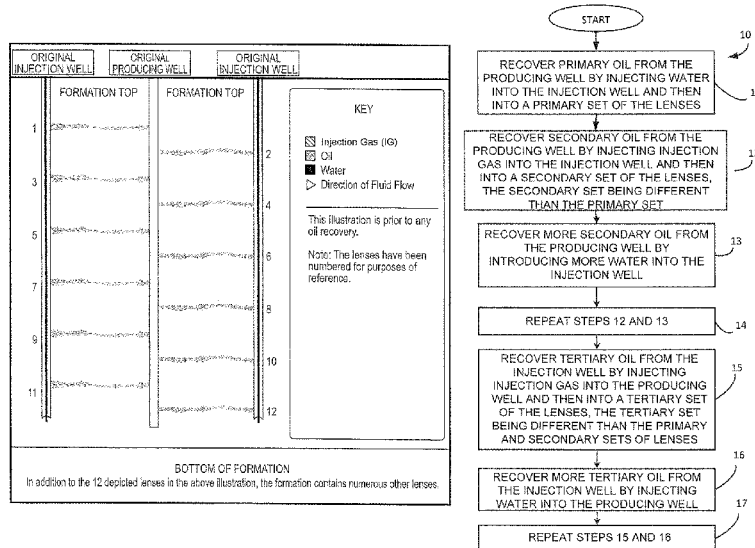 ORIGINAL
INJECTION WELL
ORIGINAL
PRODUCING WELL
ORIGINAL
INJECTION WELL
FORMATION TOP
FORMATION TOP
1
2
3
4
5
6
7
8
9
10
11
12
KEY
Injection Gas (IG)
Oil
Water
Direction of Fluid Flow
This illustration is prior to any
oil recovery.
Note: The lenses have been
numbered for purposes of
reference.
BOTTOM OF FORMATION
In addition to the 12 depicted lenses in the above illustration, the formation contains numerous other lenses.
START
10
RECOVER PRIMARY OIL FROM THE
PRODUCING WELL BY INJECTING WATER
INTO THE INJECTION WELL AND THEN
INTO A PRIMARY SET OF THE LENSES
RECOVER SECONDARY OIL FROM THE
PRODUCING WELL BY INJECTING INJECTION
GAS INTO THE INJECTION WELL AND THEN
INTO A SECONDARY SET OF THE LENSES,
THE SECONDARY SET BEING DIFFERENT
THAN THE PRIMARY SET
RECOVER MORE SECONDARY OIL FROM
THE PRODUCING WELL BY
INTRODUCING MORE WATER INTO THE
INJECTION WELL
13
REPEAT STEPS 12 AND 13
14
RECOVER TERTIARY OIL FROM THE
INJECTION WELL BY INJECTING
INJECTION GAS INTO THE PRODUCING
WELL AND THEN INTO A TERTIARY SET
OF THE LENSES, THE TERTIARY SET
BEING DIFFERENT THAN THE PRIMARY
AND SECONDARY SETS OF LENSES
15
RECOVER MORE TERTIARY OIL FROM
THE INJECTION WELL BY INJECTING
WATER INTO THE PRODUCING WELL
16
REPEAT STEPS 15 AND 16
17